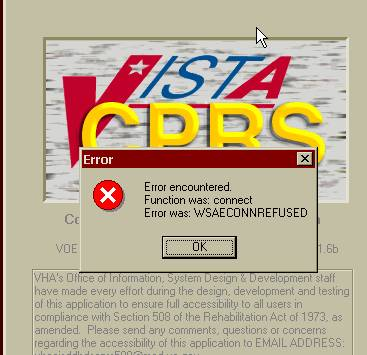 VISTA
CPRS
Error
Error encountered.
Function was: connect
Error was: WSAECONNREFUSED
OK
Co
VOE
1.6b
VHA's Office of Information, System Design & Development staff
have made every effort during the design, development and testing
of this application to ensure full accessibility to all users in
compliance with Section 508 of the Rehabilitation Act of 1973, as
amended. Please send any comments, questions or concerns
regarding the accessibility of this application to EMAIL ADDRESS: